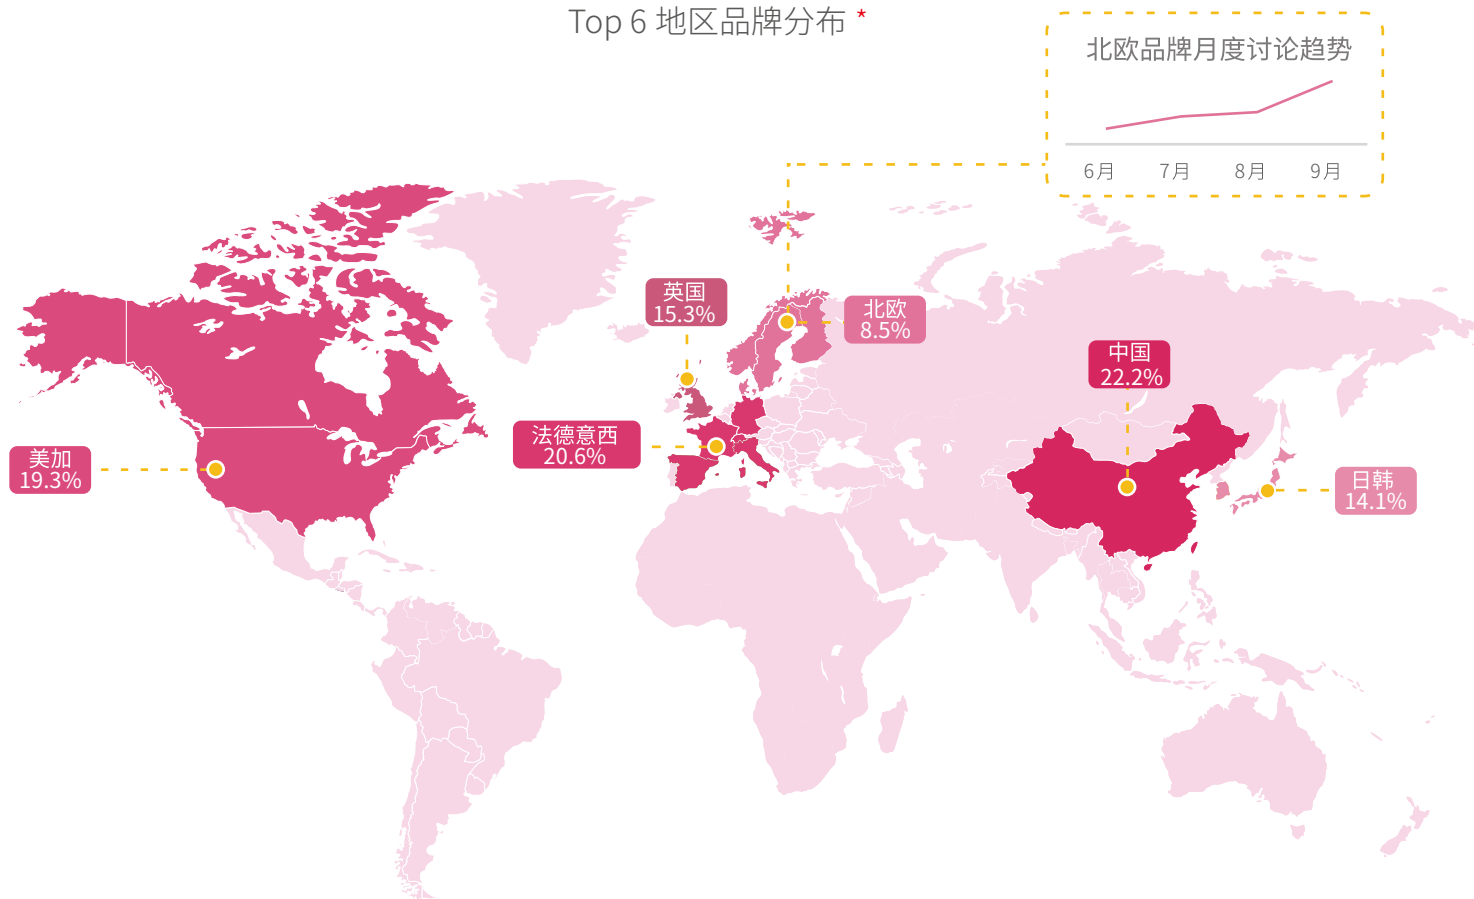 Top 6 地区品牌分布 *
北欧品牌月度讨论趋势
6月 7月 8月 9月
英国
15.3%
北欧
8.5%
中国
22.2%
法德意西
20.6%
美加
19.3%
日韩
14.1%